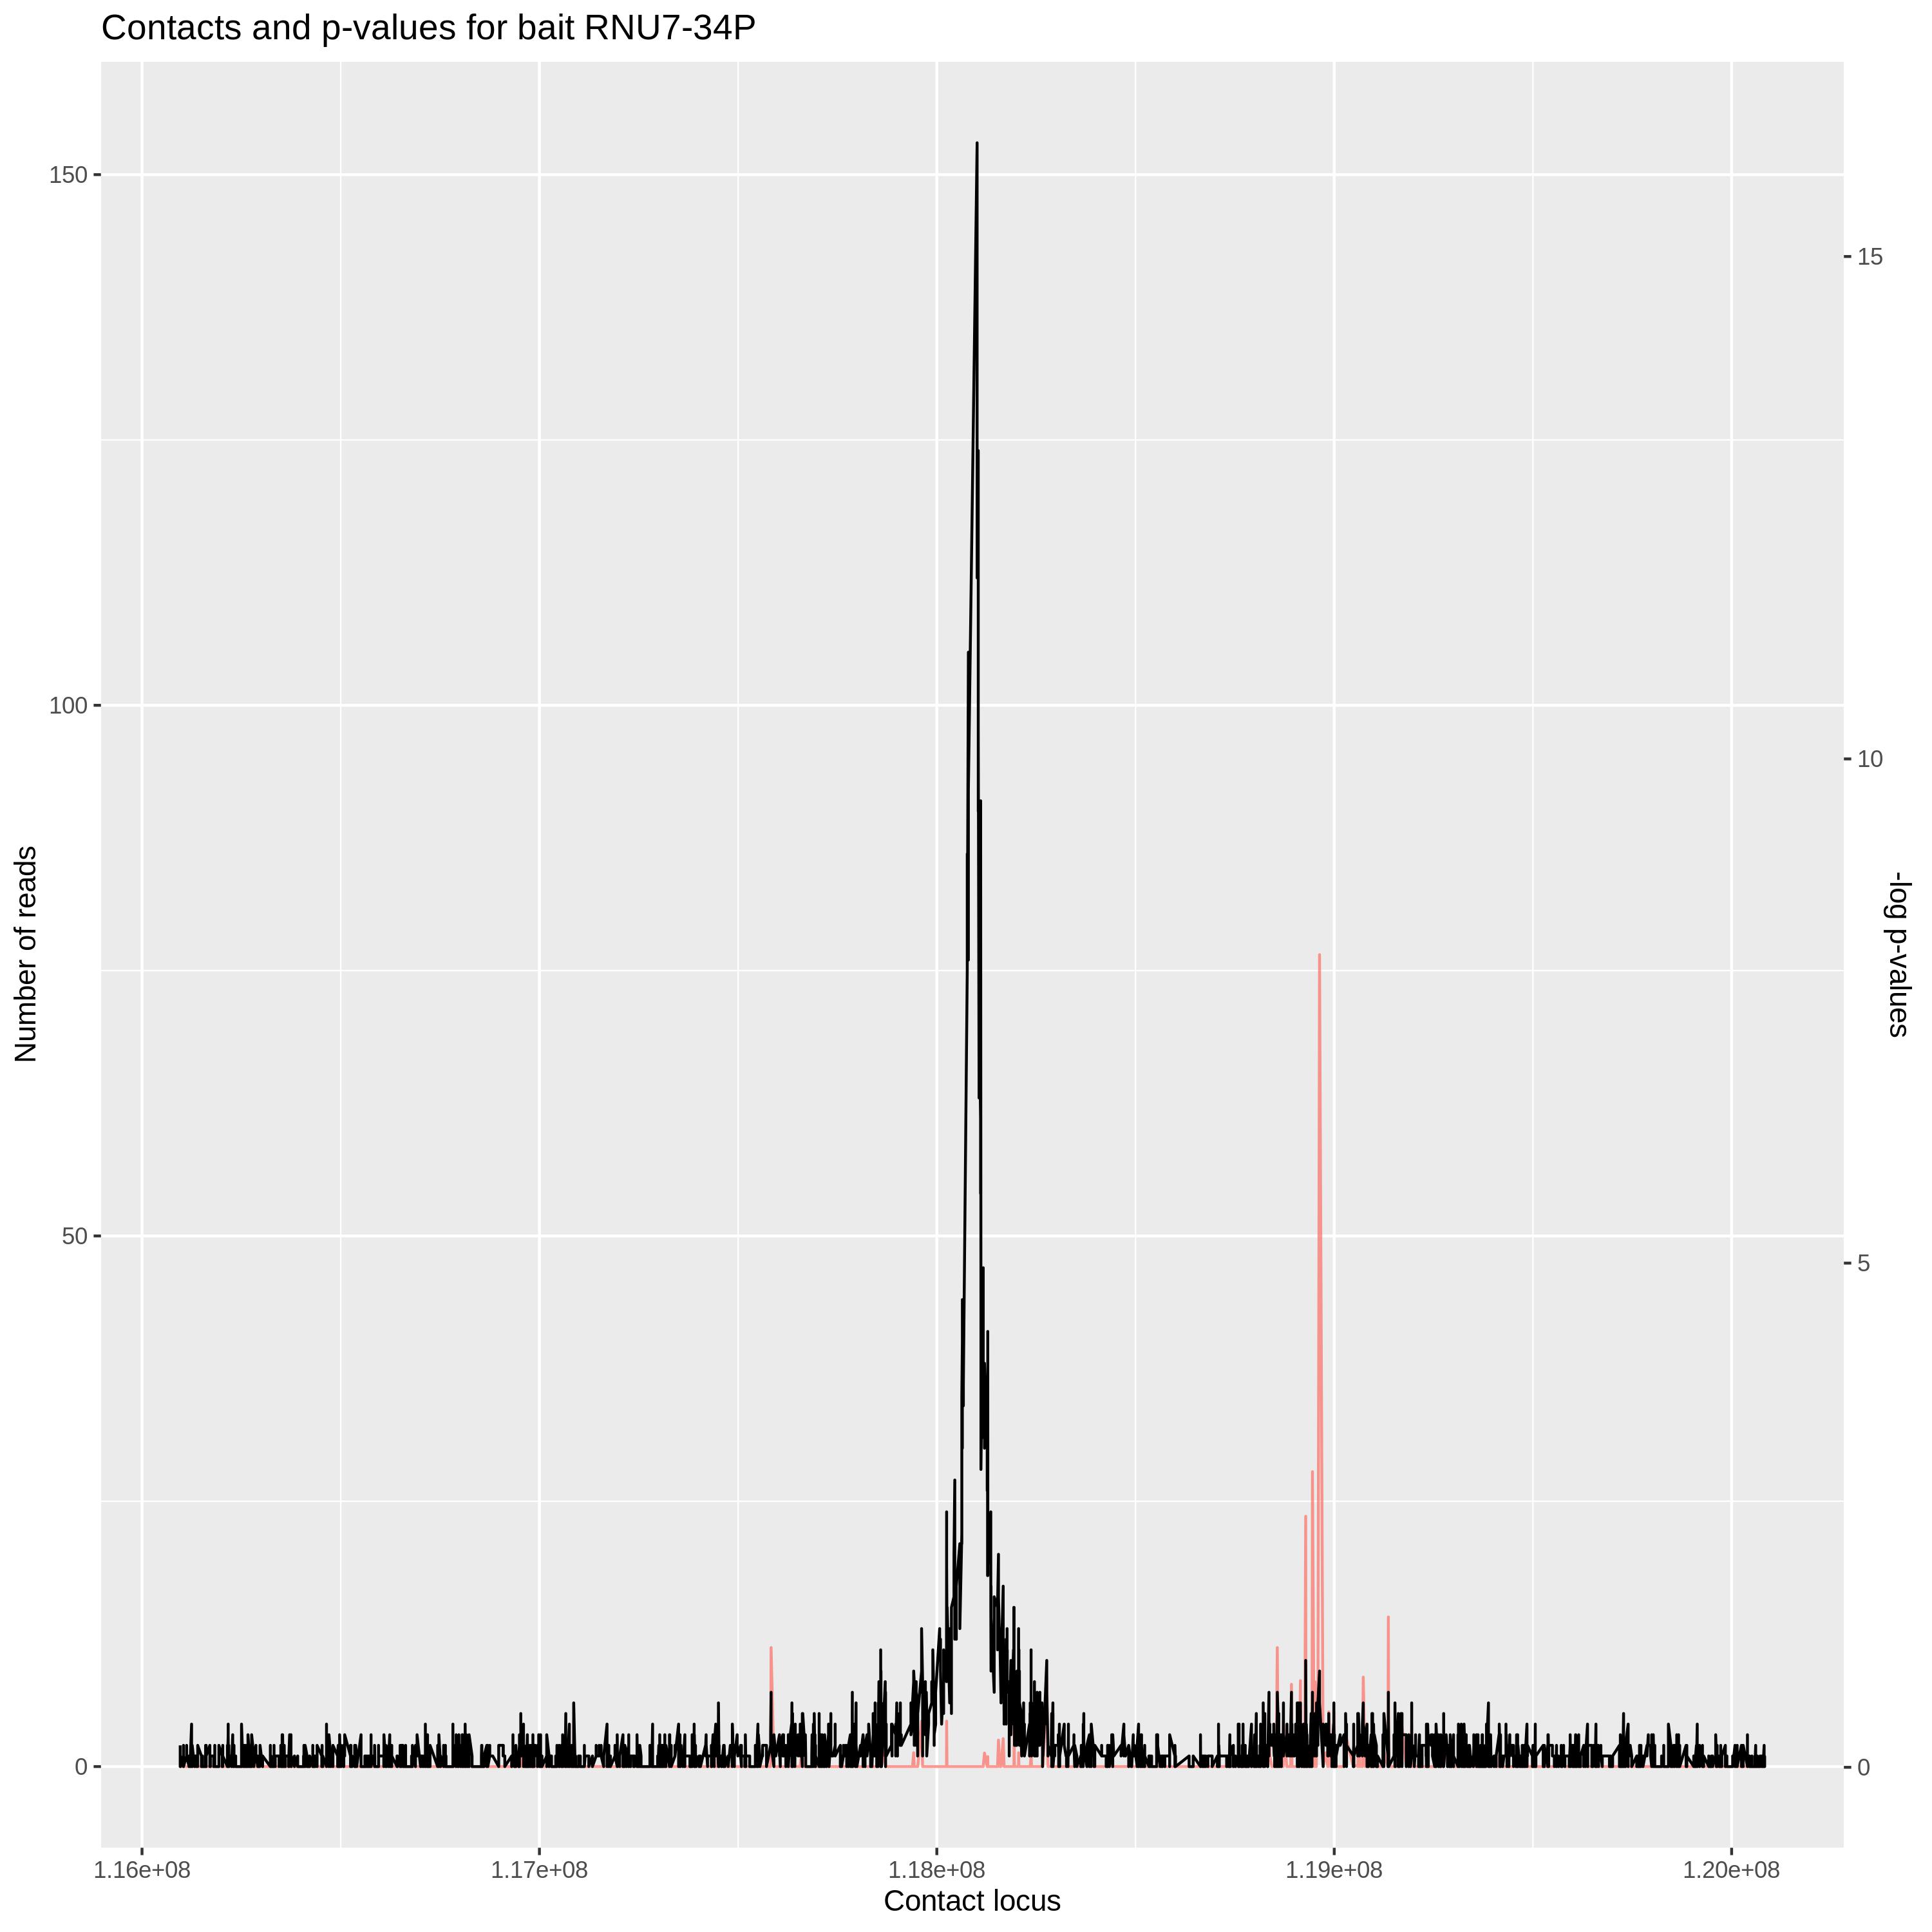 Contacts and p-values for bait RNU7-34P
150
100
50
0
Number of reads
15
10
5
0
-log p-values
1.16e+08
1.17e+08
1.18e+08
1.19e+08
1.20e+08
Contact locus